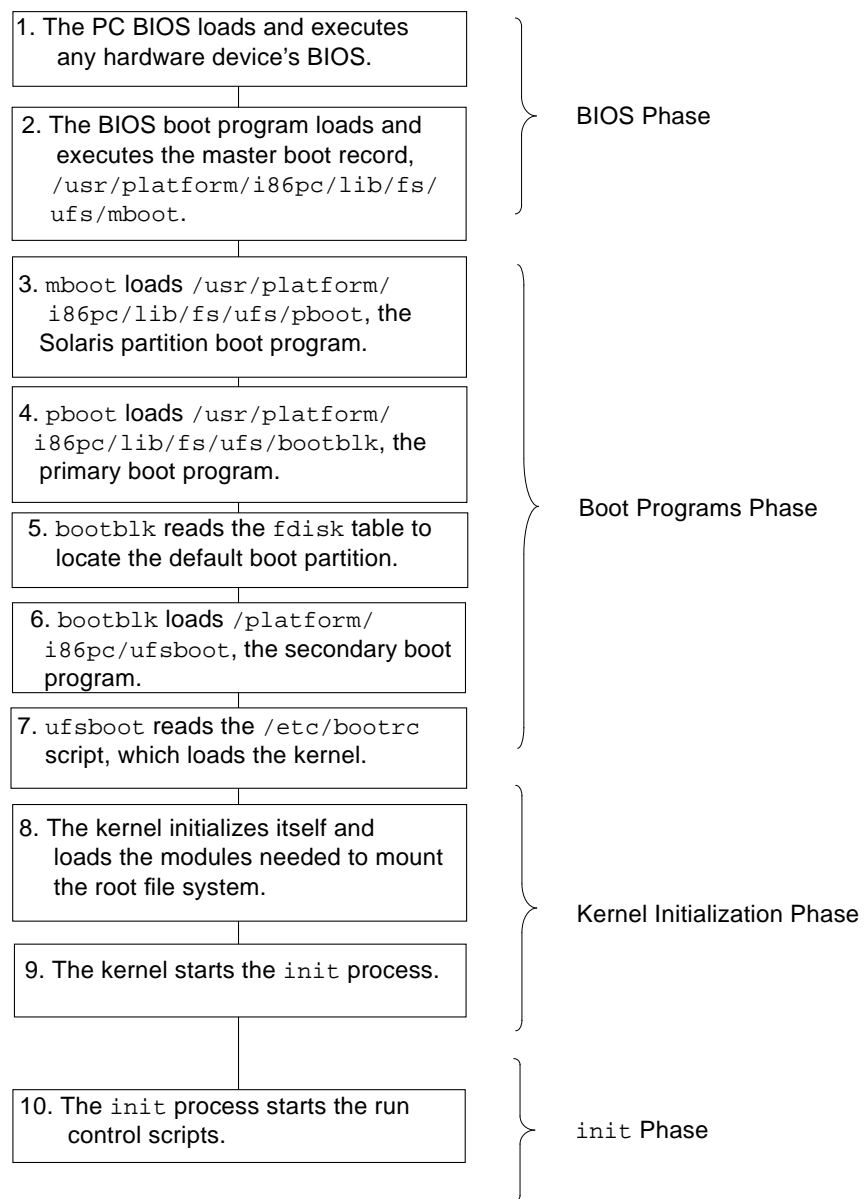 1. The PC BIOS loads and executes
any hardware device's BIOS.
BIOS Phase
2. The BIOS boot program loads and
executes the master boot record,
/usr/platform/i86pc/lib/fs/
ufs/mboot.
3. mboot loads /usr/platform/
i86pc/lib/fs/ufs/pboot, the
Solaris partition boot program.
4. pboot loads /usr/platform/
i86pc/lib/fs/ufs/bootblk, the
primary boot program.
Boot Programs Phase
5. bootblk reads the fdisk table to
locate the default boot partition.
6. bootblk loads /platform/
i86pc/ufsboot, the secondary boot
program.
7. ufsboot reads the /etc/bootrc
script, which loads the kernel.
8. The kernel initializes itself and
loads the modules needed to mount
the root file system.
Kernel Initialization Phase
9. The kernel starts the init process.
10. The init process starts the run
control scripts.
init Phase